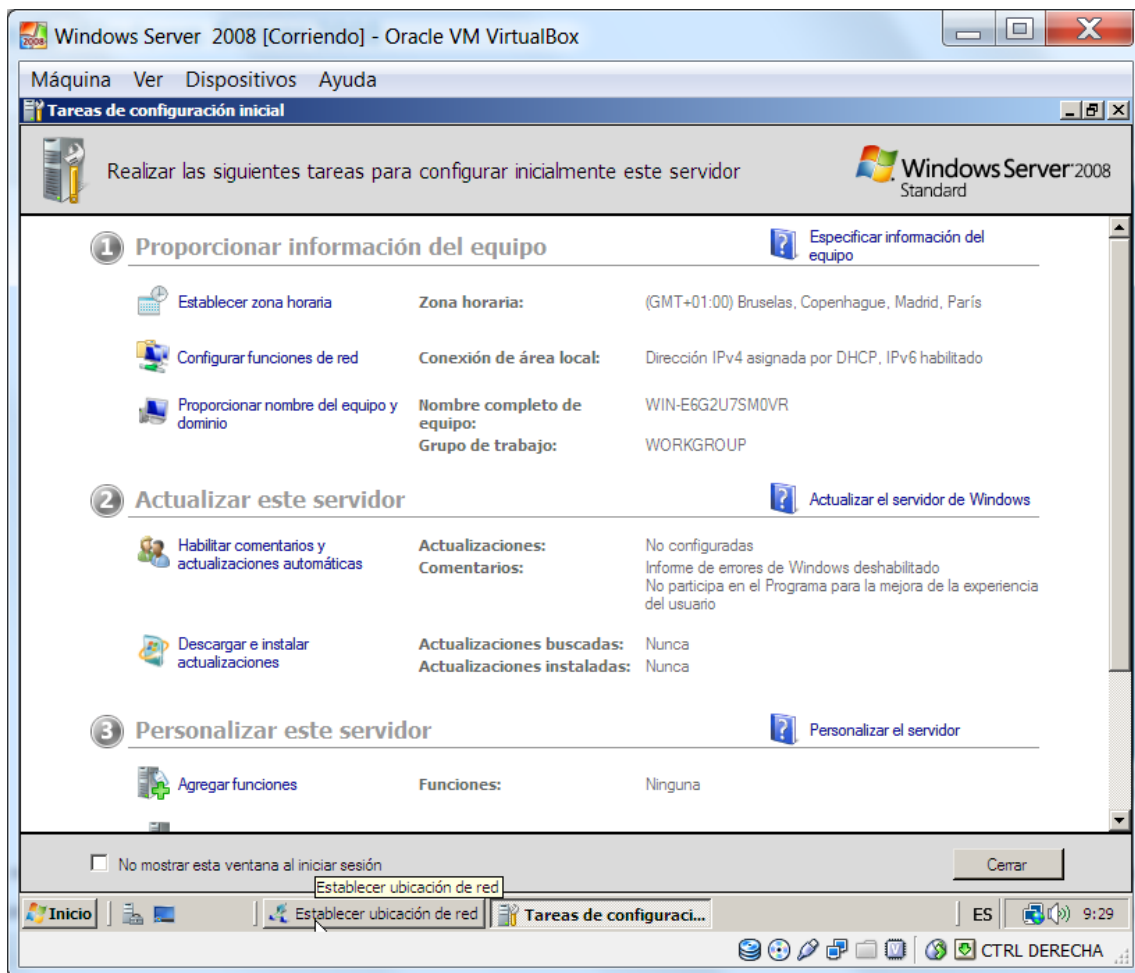 2008
Windows Server 2008 [Corriendo] - Oracle VM VirtualBox
Máquina Ver Dispositivos Ayuda
Tareas de configuración inicial
Realizar las siguientes tareas para configurar inicialmente este servidor
Windows Server 2008
Standard
1 Proporcionar información del equipo
Especificar información del
equipo
Establecer zona horaria Zona horaria: (GMT+01:00) Bruselas, Copenhague, Madrid, París
Configurar funciones de red Conexión de área local: Dirección IPv4 asignada por DHCP, IPv6 habilitado
Proporcionar nombre del equipo y
dominio
Nombre completo de
equipo:
WIN-E6G2U7SM0VR
Grupo de trabajo: WORKGROUP
2 Actualizar este servidor
Actualizar el servidor de Windows
Habilitar comentarios y
actualizaciones automáticas
Actualizaciones: No configuradas
Comentarios: Informe de errores de Windows deshabilitado
No participa en el Programa para la mejora de la experiencia
del usuario
Descargar e instalar
actualizaciones
Actualizaciones buscadas: Nunca
Actualizaciones instaladas: Nunca
3 Personalizar este servidor
Personalizar el servidor
Agregar funciones Funciones: Ninguna
No mostrar esta ventana al iniciar sesión
Cerrar
Establecer ubicación de red
Inicio
Establecer ubicación de red
Tareas de configuraci...
ES
9:29
CTRL DERECHA